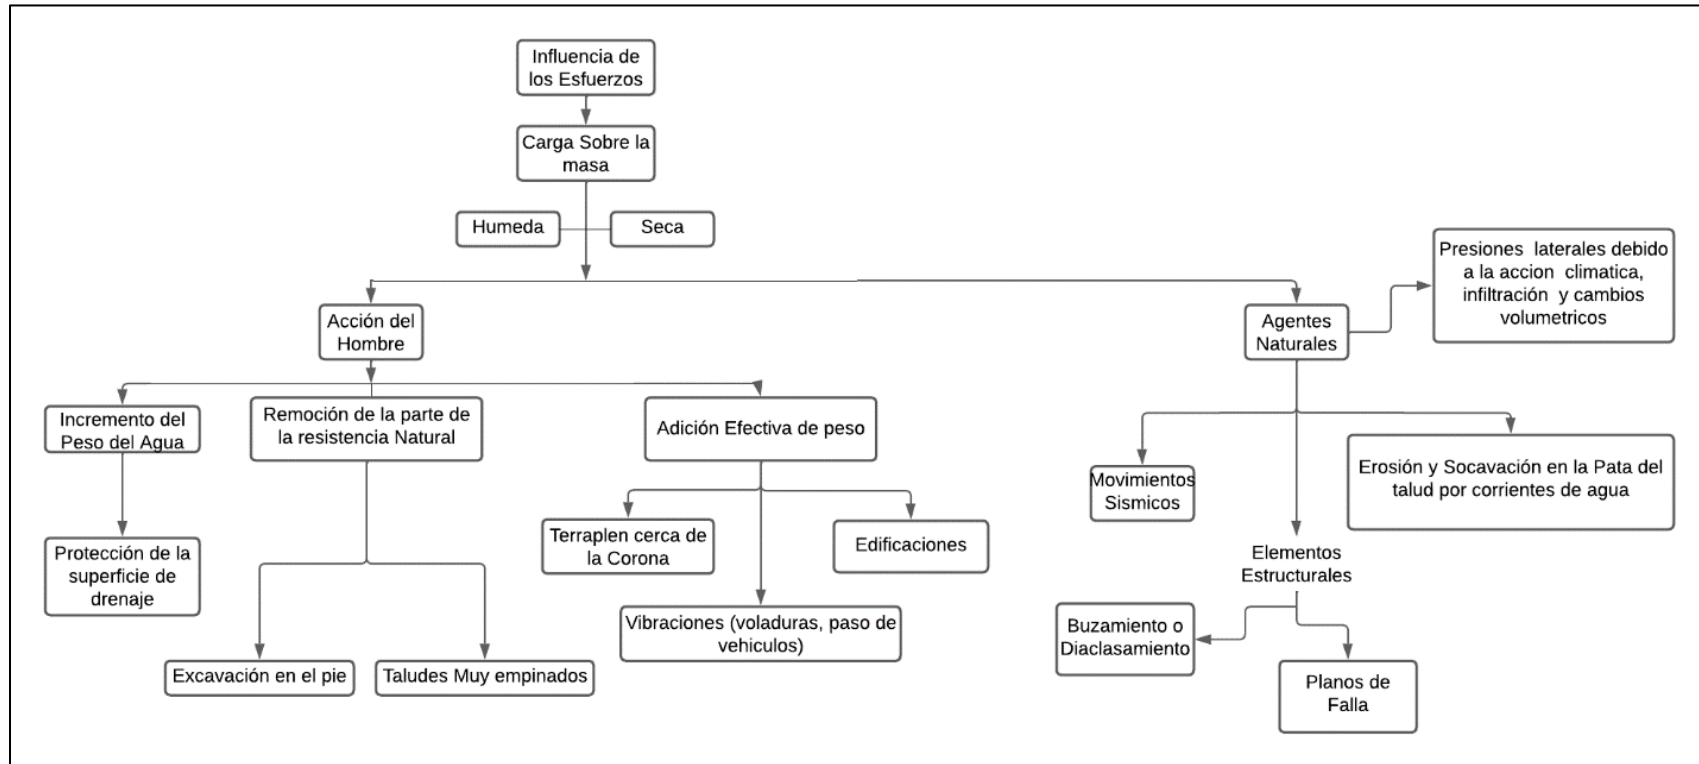 Influencia de
los Esfuerzos
Carga Sobre la
masa
Humeda
Seca
Presiones laterales debido
a la accion climatica,
infiltración y cambios
volumetricos
Acción del
Hombre
Agentes
Naturales
Incremento del
Peso del Agua
Remoción de la parte de
la resistencia Natural
Adición Efectiva de peso
Movimientos
Sismicos
Erosión y Socavación en la Pata del
talud por corrientes de agua
Protección de la
superficie de
drenaje
Terraplen cerca de
la Corona
Edificaciones
Elementos
Estructurales
Vibraciones (voladuras, paso de
vehiculos)
Buzamiento o
Diaclasamiento
Excavación en el pie
Taludes Muy empinados
Planos de
Falla